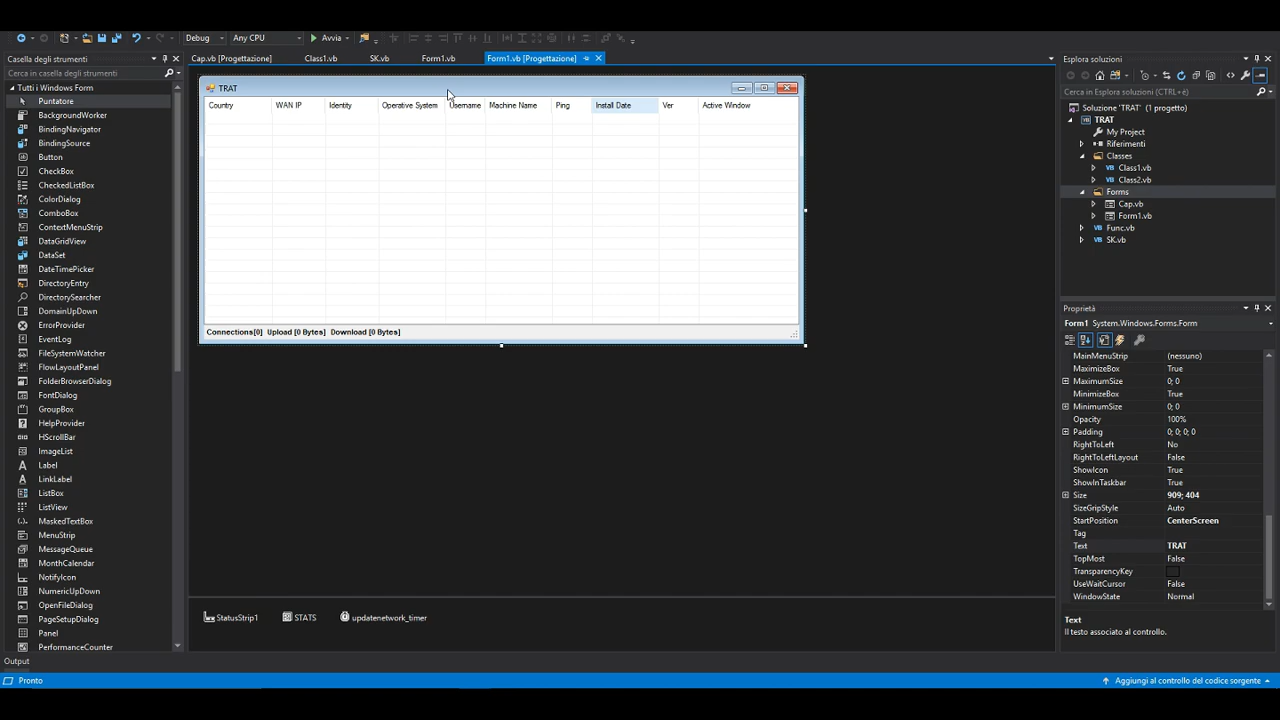 Debug Any CPU Avvia
Casella degli strumenti
Cerca in casella degli strumenti
Tutti i Windows Form
Puntatore
BackgroundWorker
BindingNavigator
BindingSource
Button
CheckBox
CheckedListBox
ColorDialog
ComboBox
ContextMenuStrip
DataGridView
DataSet
DateTimePicker
DirectoryEntry
DirectorySearcher
DomainUpDown
ErrorProvider
EventLog
FileSystemWatcher
FlowLayoutPanel
FolderBrowserDialog
FontDialog
GroupBox
HelpProvider
HScrollBar
ImageList
Label
LinkLabel
ListBox
ListView
MaskedTextBox
MenuStrip
MessageQueue
MonthCalendar
NotifyIcon
NumericUpDown
OpenFileDialog
PageSetupDialog
Panel
PerformanceCounter
Output
Pronto
Cap.vb [Progettazione] Class1.vb SK.vb Form1.vb Form1.vb [Progettazione]
TRAT
Country WAN IP Identity Operative System Username Machine Name Ping Install Date Ver Active Window
Connections[0] Upload [0 Bytes] Download [0 Bytes]
StatusStrip1 STATS updatenetwork_timer
Esplora soluzioni
Cerca in Esplora soluzioni (CTRL+è)
Soluzione 'TRAT' (1 progetto)
TRAT
My Project
Riferimenti
Classes
Class1.vb
Class2.vb
Forms
Cap.vb
Form1.vb
Func.vb
SK.vb
Proprietà
Form1 System.Windows.Forms.Form
MainMenuStrip (nessuno)
MaximizeBox True
MaximumSize 0; 0
MinimizeBox True
MinimumSize 0; 0
Opacity 100%
Padding 0; 0; 0; 0
RightToLeft No
RightToLeftLayout False
ShowIcon True
ShowInTaskbar True
Size 909; 404
SizeGripStyle Auto
StartPosition CenterScreen
Tag
Text TRAT
TopMost False
TransparencyKey
UseWaitCursor False
WindowState Normal
Text
Il testo associato al controllo.
Aggiungi al controllo del codice sorgente